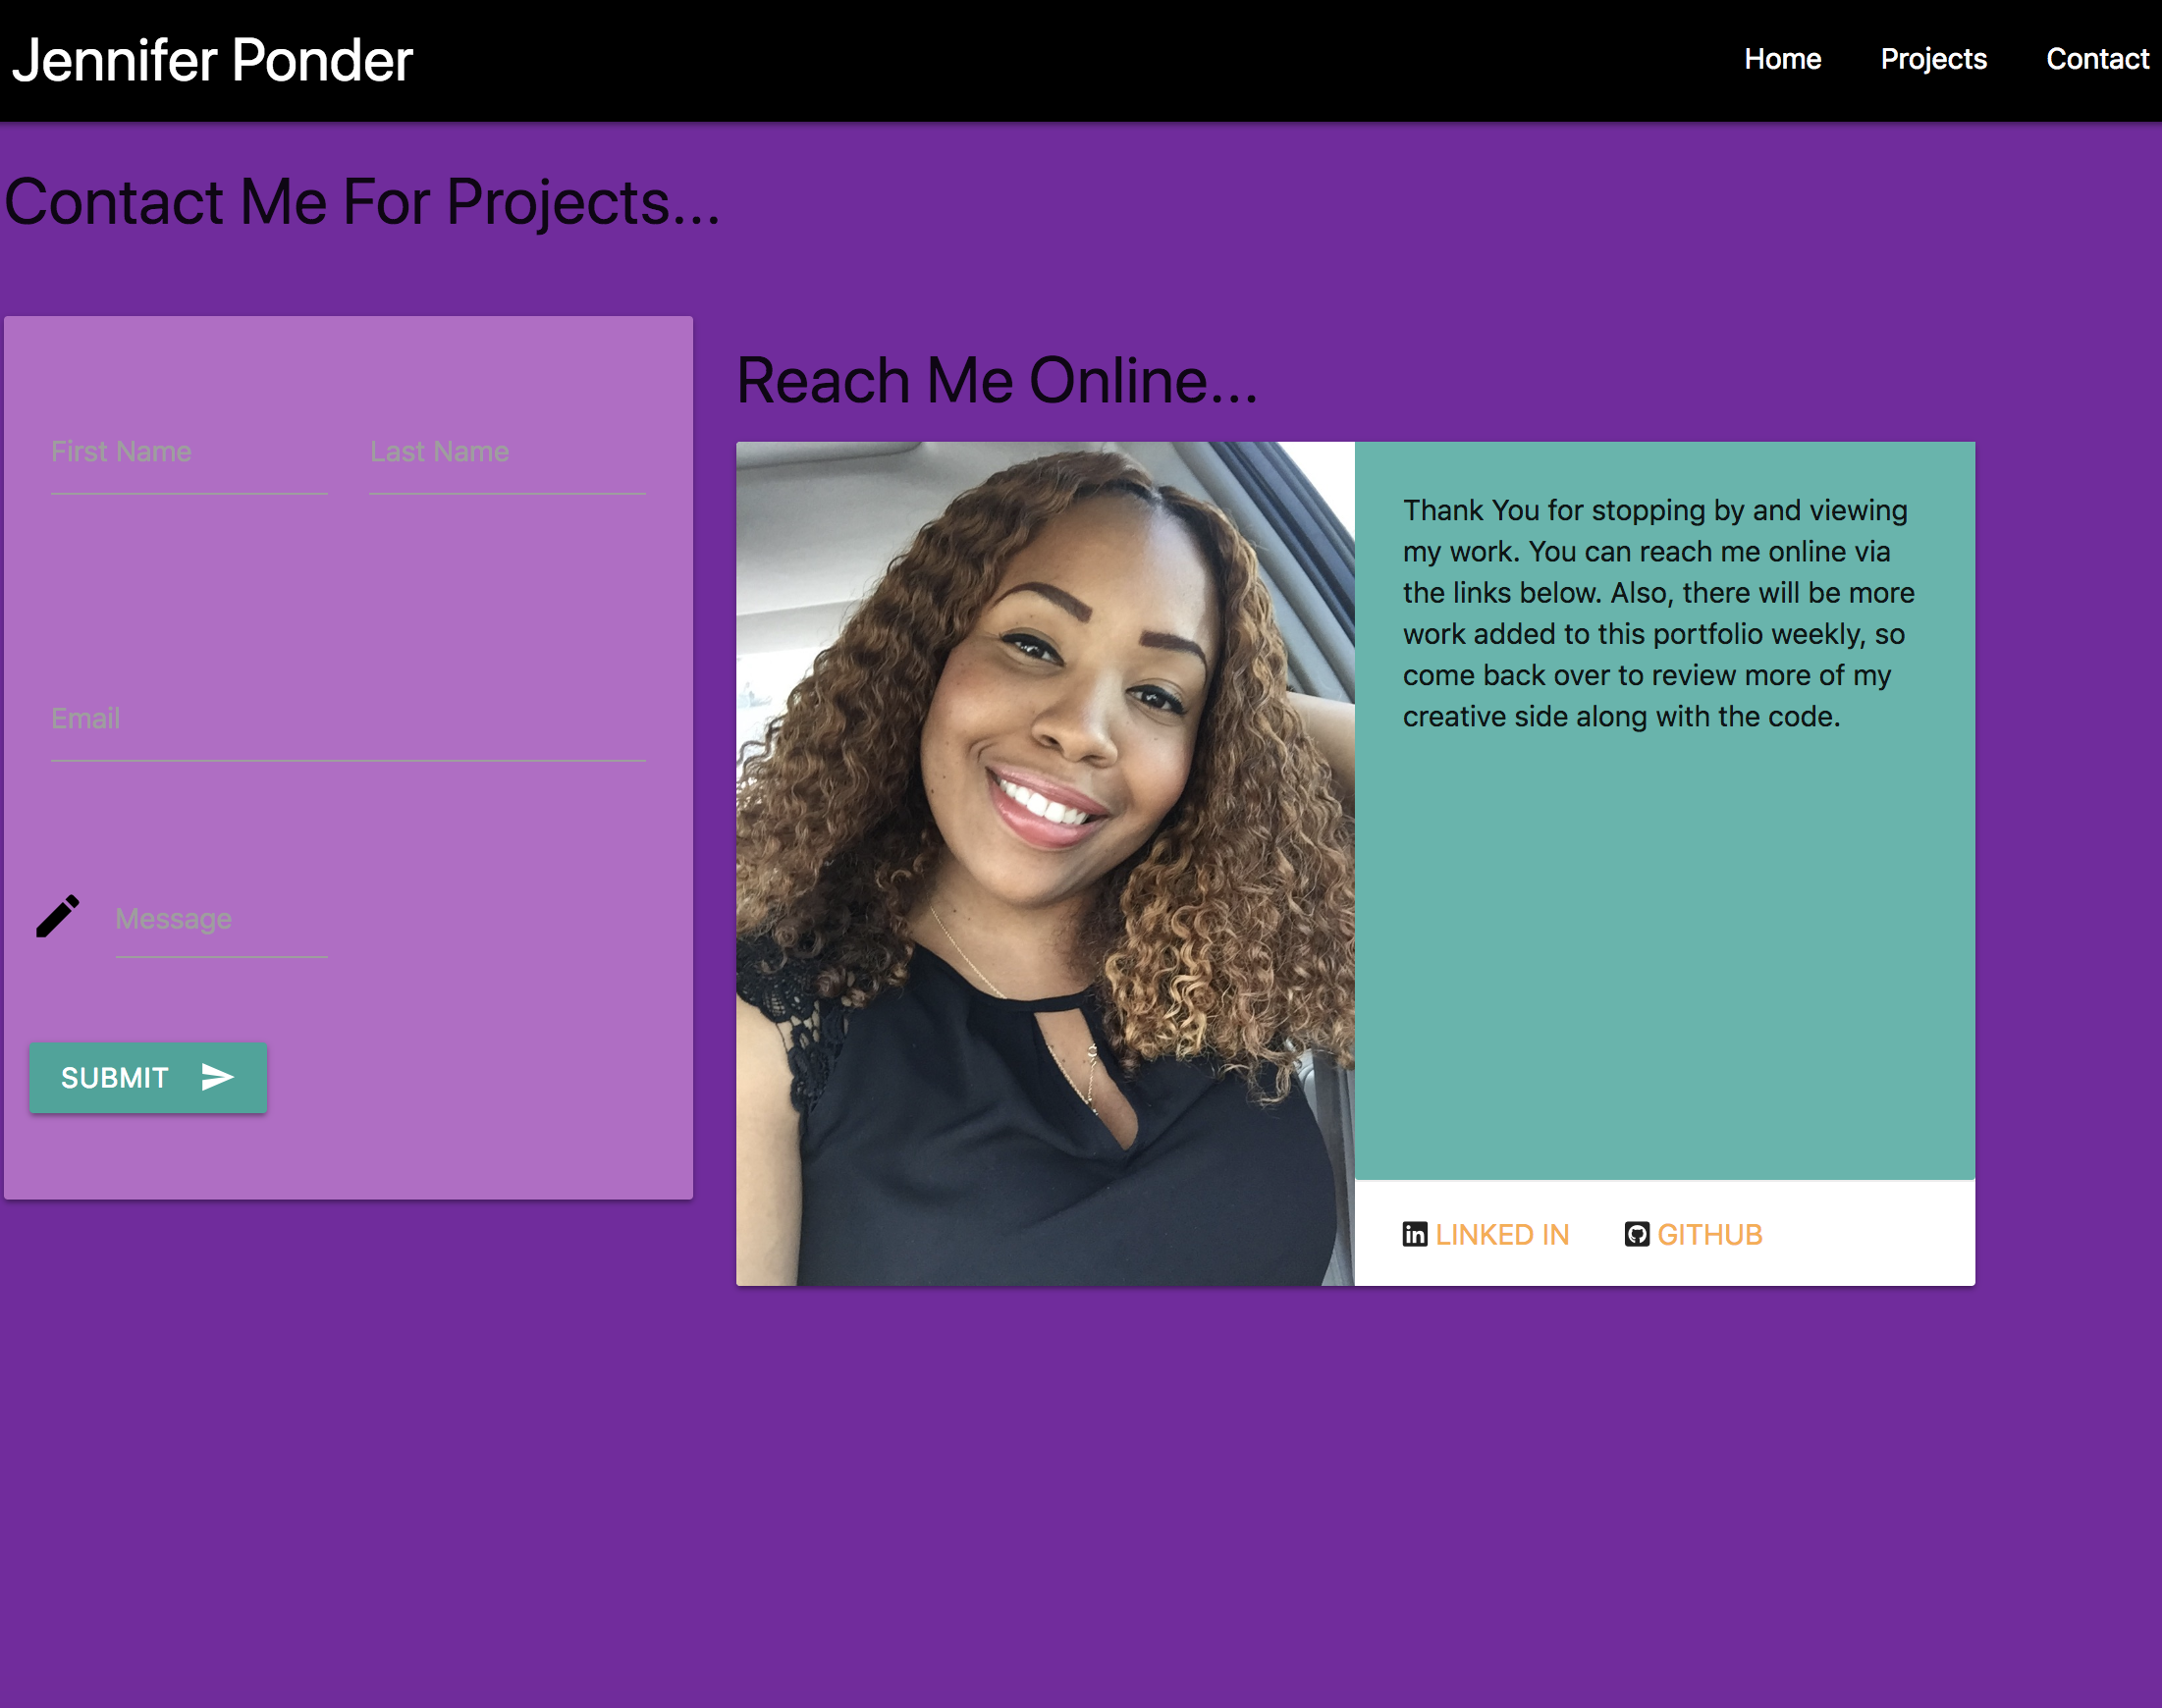 Jennifer Ponder
Home Projects Contact
Contact Me For Projects...
First Name Last Name
Email
Message
SUBMIT
Reach Me Online...
Thank You for stopping by and viewing
my work. You can reach me online via
the links below. Also, there will be more
work added to this portfolio weekly, so
come back over to review more of my
creative side along with the code.
in LINKED IN GITHUB